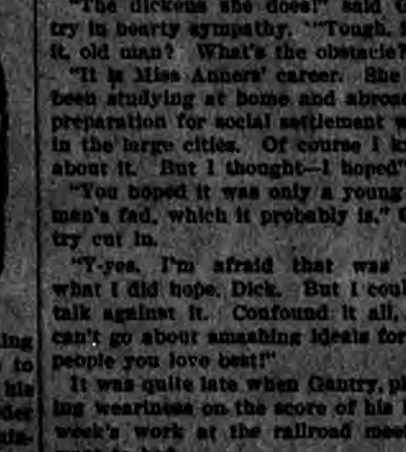 "The dickens she does!" said G
try in hearty sympathy. "Tough,
it, old man? What's the obstacle?
"It is Miss Anners' career. She
been studying at home and abroad
preparation for social settlement w
in the large cities. Of course I k
about it. But I thought—I hoped"
"You hoped it was only a young
man's fad, which it probably is." G
try cut in.
"Y-yes, I'm afraid that was
what I did hope, Dick. But I coul
talk against it. Confound it all,
can't go about smashing ideals for
people you love best!"
It was quite late when Gantry, pl
ing weariness on the score of his
week's work at the railroad mee
ing
to
his
der